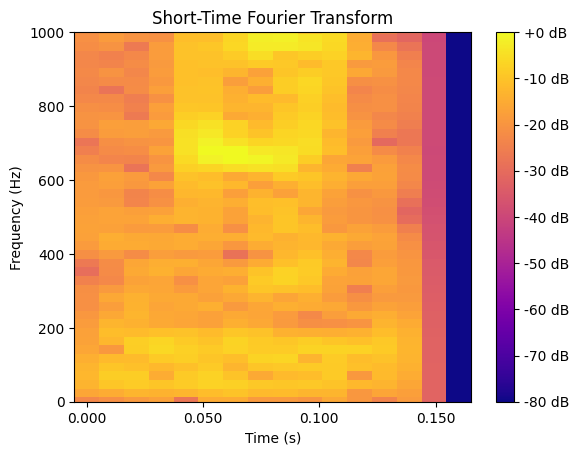 Short-Time Fourier Transform
1000
800
600
400
200
0
Frequency (Hz)
0.000
0.050
0.100
0.150
Time (s)
+0 dB
-10 dB
-20 dB
-30 dB
-40 dB
-50 dB
-60 dB
-70 dB
-80 dB